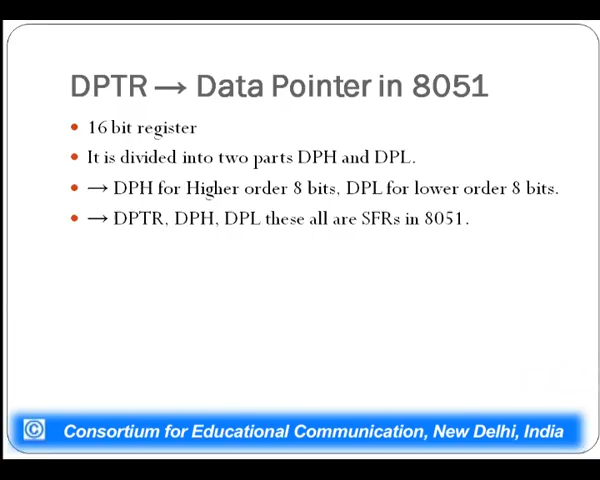 DPTR → Data Pointer in 8051
• 16 bit register
• It is divided into two parts DPH and DPL.
• → DPH for Higher order 8 bits, DPL for lower order 8 bits.
• → DPTR, DPH, DPL these all are SFRs in 8051.
© Consortium for Educational Communication, New Delhi, India